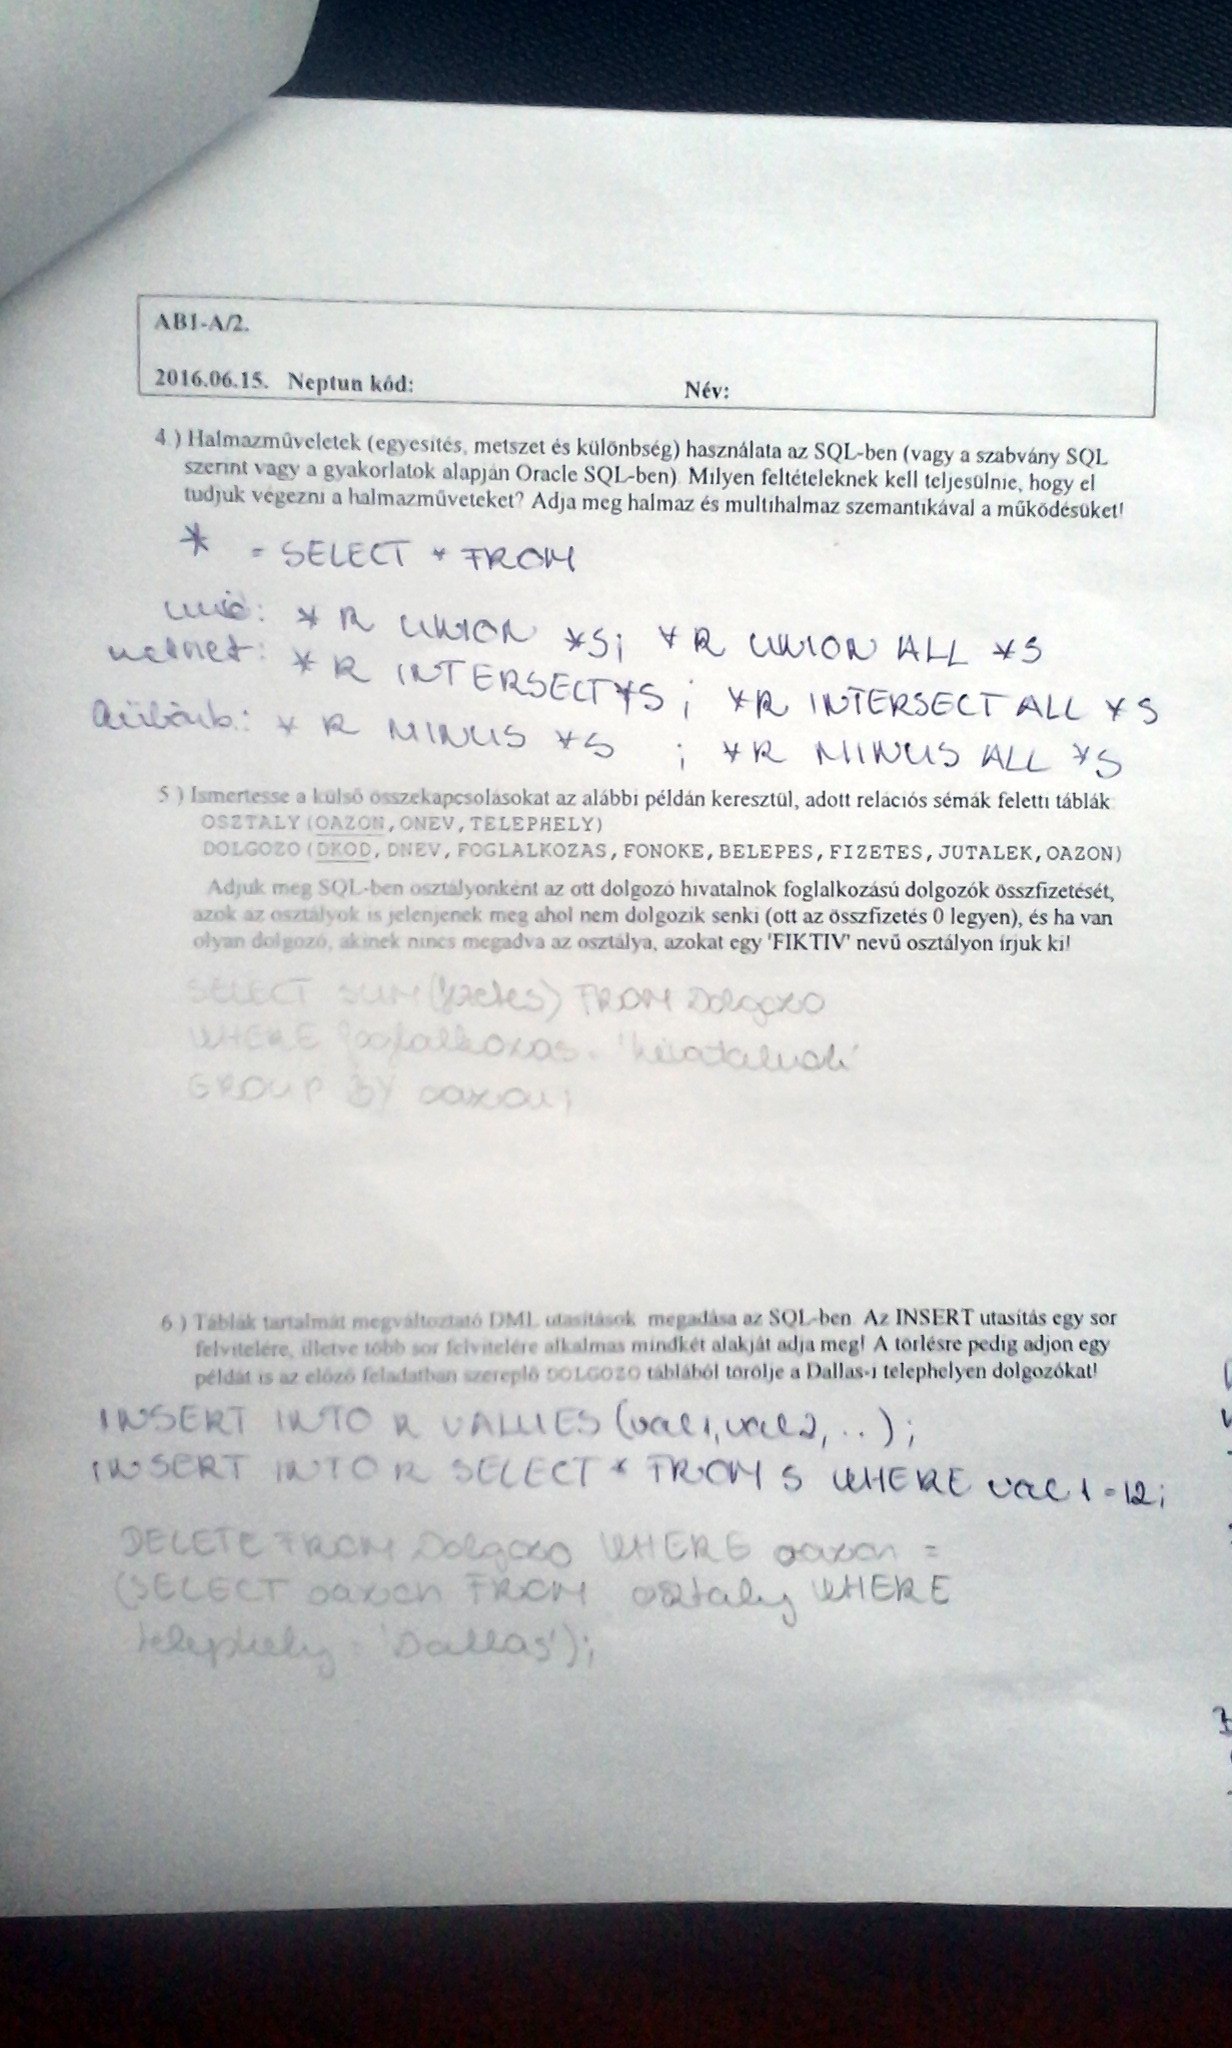 AB1-A/2.
2016.06.15. Neptun kód: Név:
4.) Halmazműveletek (egyesítés, metszet és különbség) használata az SQL-ben (vagy a szabvány SQL
szerint vagy a gyakorlatok alapján Oracle SQL-ben). Milyen feltételeknek kell teljesülnie, hogy el
tudjuk végezni a halmazműveteket? Adja meg halmaz és multihalmaz szemantikával a működésüket!
* = SELECT * FROM
unió: * R UNION *S; *R UNION ALL *S
metszet: * R INTERSECT *S ; *R INTERSECT ALL *S
különb.: * R MINUS *S ; *R MINUS ALL *S
5.) Ismertesse a külső összekapcsolásokat az alábbi példán keresztül, adott relációs sémák feletti táblák
OSZTALY(OAZON,ONEV,TELEPHELY)
DOLGOZO(DKOD,DNEV,FOGLALKOZAS,FONOKE,BELEPES,FIZETES,JUTALEK,OAZON)
Adjuk meg SQL-ben osztályonként az ott dolgozó hivatalnok foglalkozású dolgozók összfizetését,
azok az osztályok is jelenjenek meg ahol nem dolgozik senki (ott az összfizetés 0 legyen), és ha van
olyan dolgozó, akinek nincs megadva az osztálya, azokat egy 'FIKTIV' nevű osztályon írjuk ki!
SELECT SUM(fizetes) FROM Dolgozo
WHERE foglalkozas = 'hivatalnok'
GROUP BY oazon;
6.) Táblák tartalmát megváltoztató DML utasítások megadása az SQL-ben. Az INSERT utasítás egy sor
felvitelére, illetve több sor felvitelére alkalmas mindkét alakját adja meg! A törlésre pedig adjon egy
példát is az előző feladatban szereplő DOLGOZO táblából törölje a Dallas-i telephelyen dolgozókat!
INSERT INTO R VALUES (val1, val2, ..);
INSERT INTO R SELECT * FROM S WHERE val1 = 12;
DELETE FROM Dolgozo WHERE oazon =
(SELECT oazon FROM osztaly WHERE
telephely = 'Dallas');